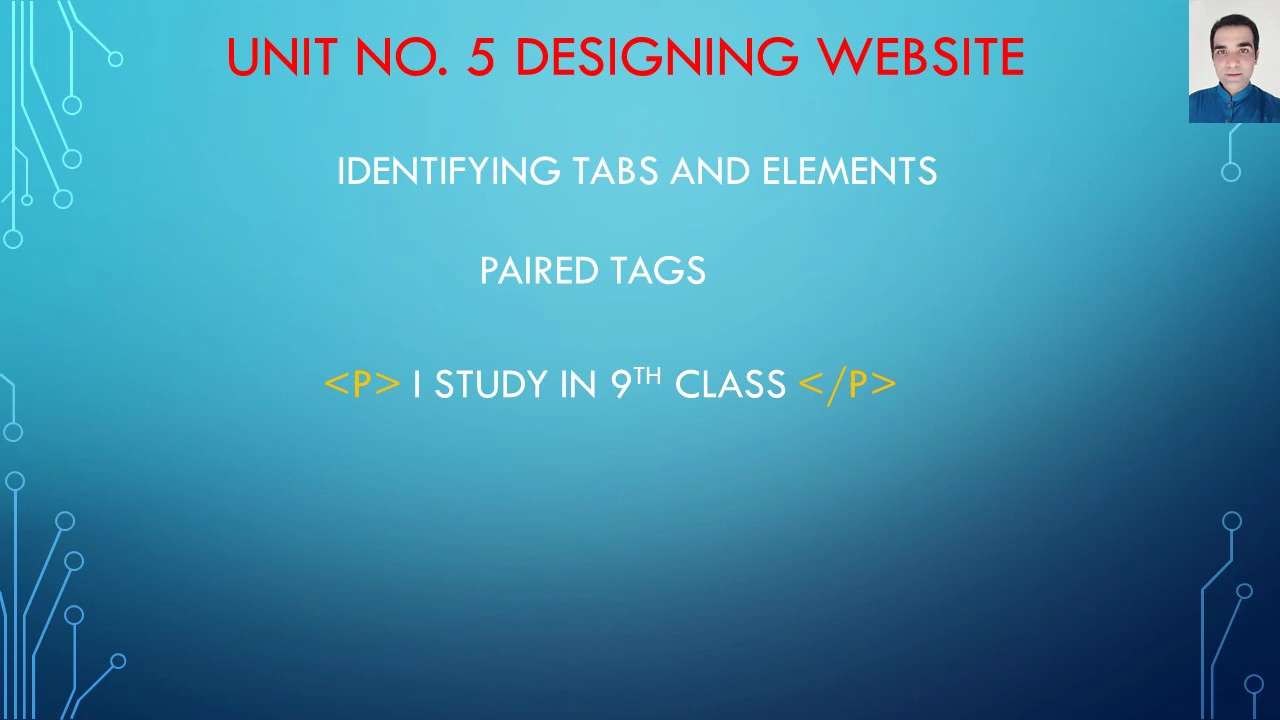 UNIT NO. 5 DESIGNING WEBSITE
IDENTIFYING TABS AND ELEMENTS
PAIRED TAGS
<P> I STUDY IN 9TH CLASS </P>